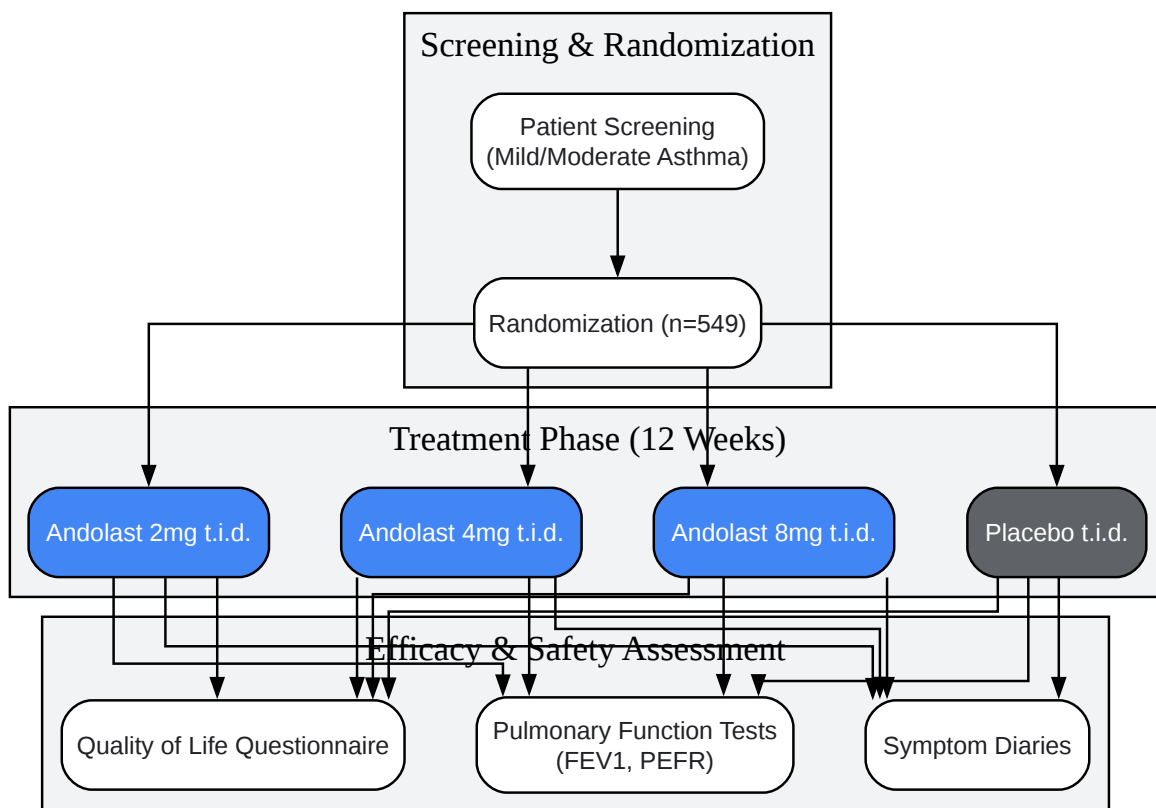 Screening & Randomization
Patient Screening
(Mild/Moderate Asthma)
Randomization (n=549)
Treatment Phase (12 Weeks)
Andolast 2mg t.i.d.
Andolast 4mg t.i.d.
Andolast 8mg t.i.d.
Placebo t.i.d.
Efficacy & Safety Assessment
Quality of Life Questionnaire
Pulmonary Function Tests
(FEV1, PEFR)
Symptom Diaries